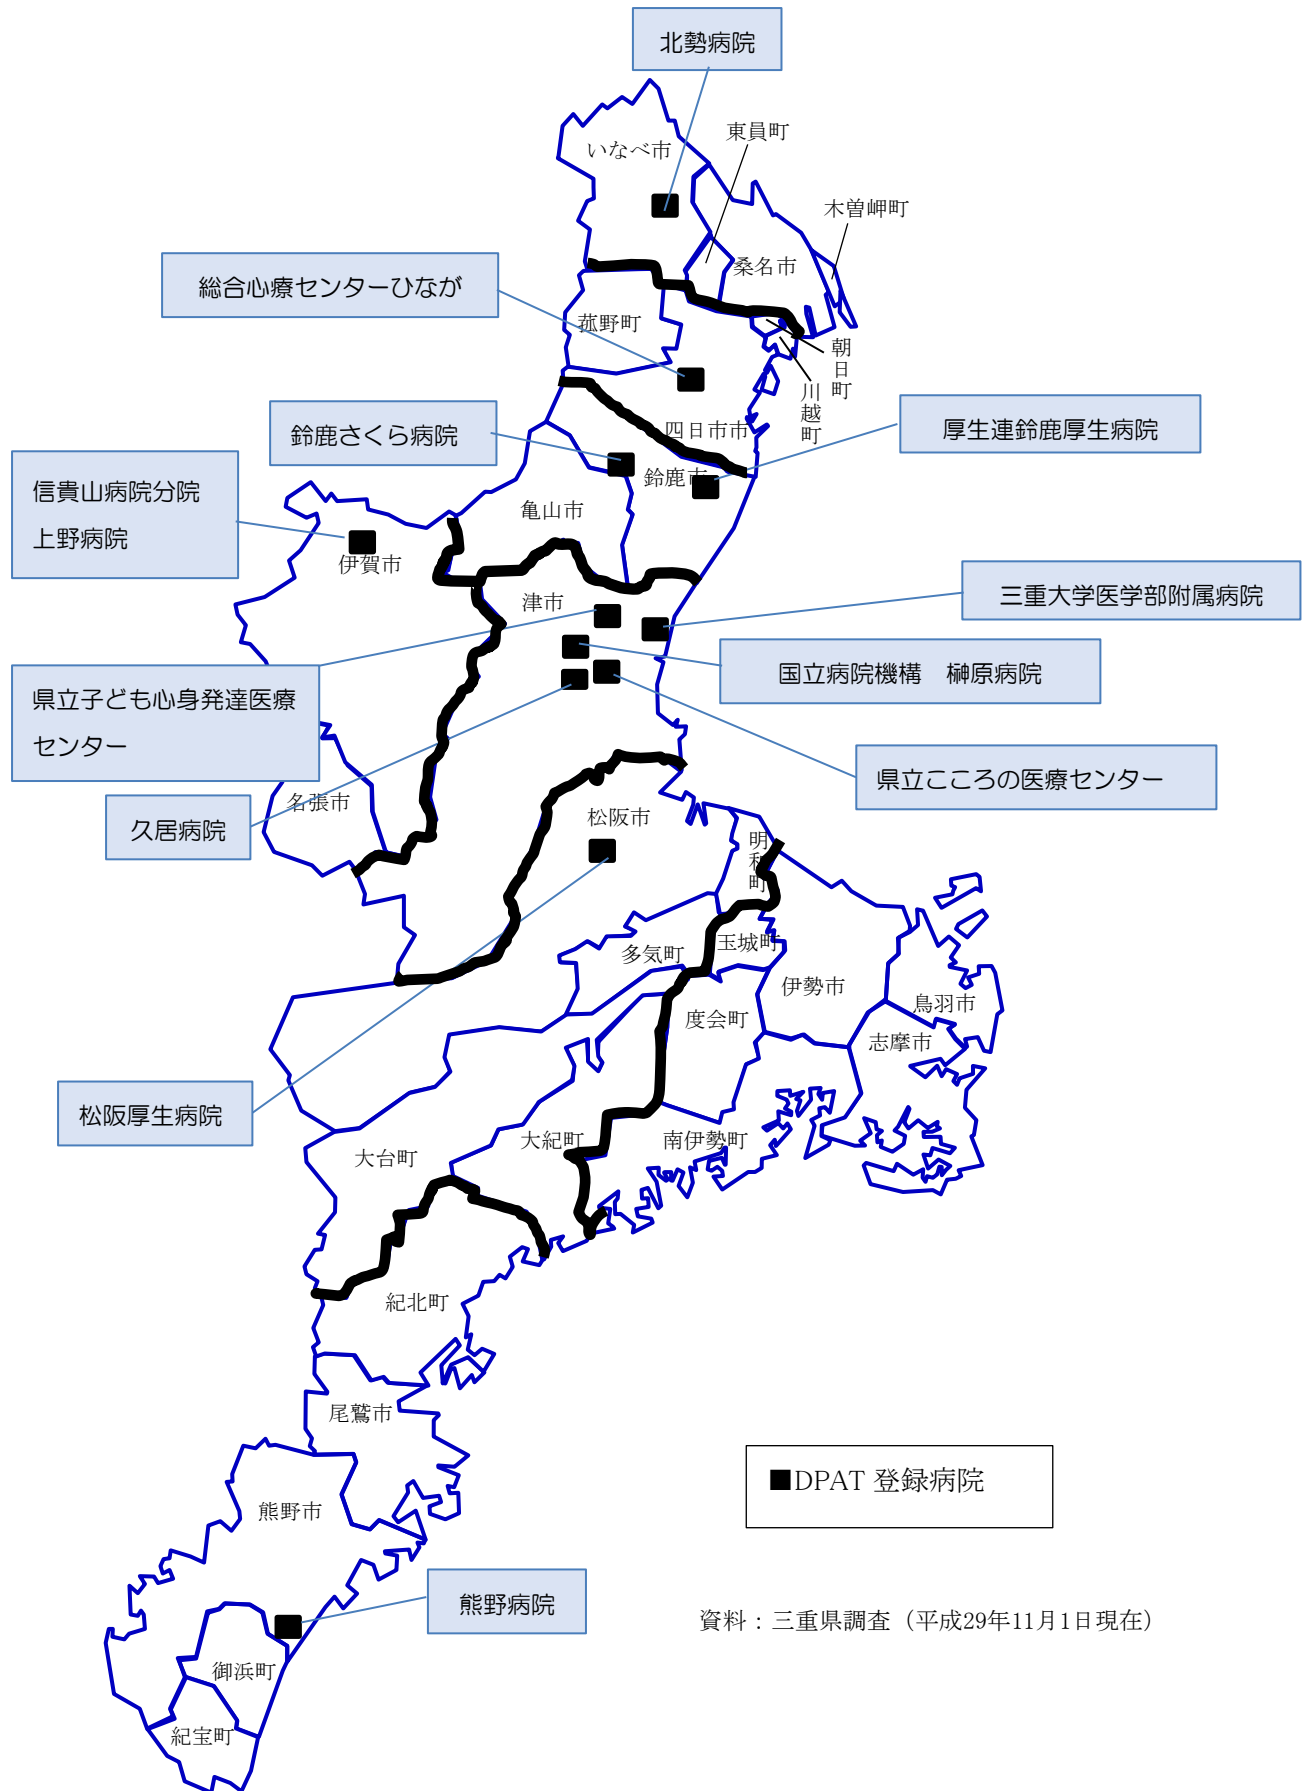 北勢病院
東員町
いなべ市
木曽岬町
桑名市
総合心療センターひなが
菰野町
朝日町
川越町
四日市市
鈴鹿さくら病院
厚生連鈴鹿厚生病院
信貴山病院分院
上野病院
鈴鹿市
亀山市
伊賀市
三重大学医学部附属病院
津市
国立病院機構　榊原病院
県立子ども心身発達医療
センター
県立こころの医療センター
名張市
久居病院
松阪市
明和町
玉城町
多気町
伊勢市
鳥羽市
度会町
志摩市
松阪厚生病院
大紀町
南伊勢町
大台町
紀北町
尾鷲市
■DPAT 登録病院
熊野市
熊野病院
資料：三重県調査（平成29年11月1日現在）
御浜町
紀宝町